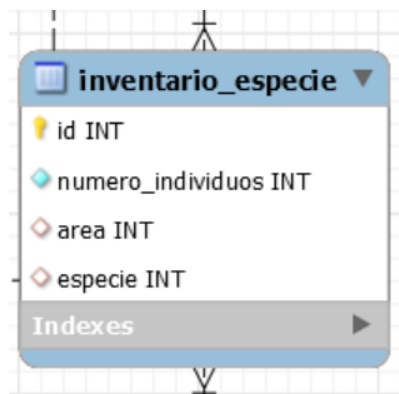 inventario_especie
id INT
numero_individuos INT
area INT
especie INT
Indexes